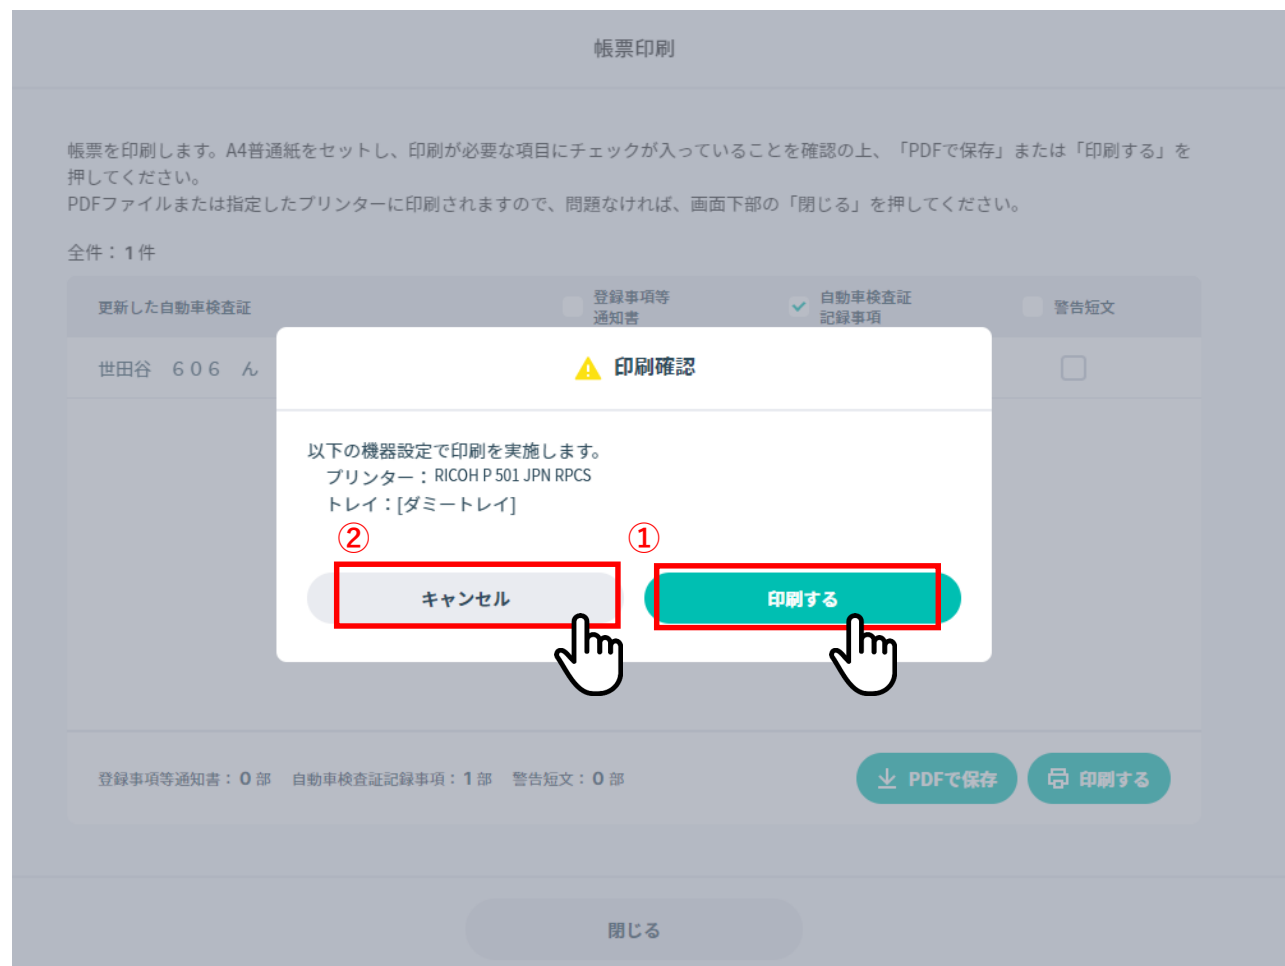 帳票印刷
帳票を印刷します。A4普通紙をセットし、印刷が必要な項目にチェックが入っていることを確認の上、「PDFで保存」または「印刷する」を
押してください。
PDFファイルまたは指定したプリンターに印刷されますので、問題なければ、画面下部の「閉じる」を押してください。
全件：1件
更新した自動車検査証
登録事項等
通知書
自動車検査証
記録事項
警告短文
世田谷　６０６　ん
印刷確認
以下の機器設定で印刷を実施します。
プリンター：RICOH P 501 JPN RPCS
トレイ：[ダミートレイ]
②
①
キャンセル
印刷する
登録事項等通知書：0 部　自動車検査証記録事項：1 部　警告短文：0 部
PDFで保存
印刷する
閉じる